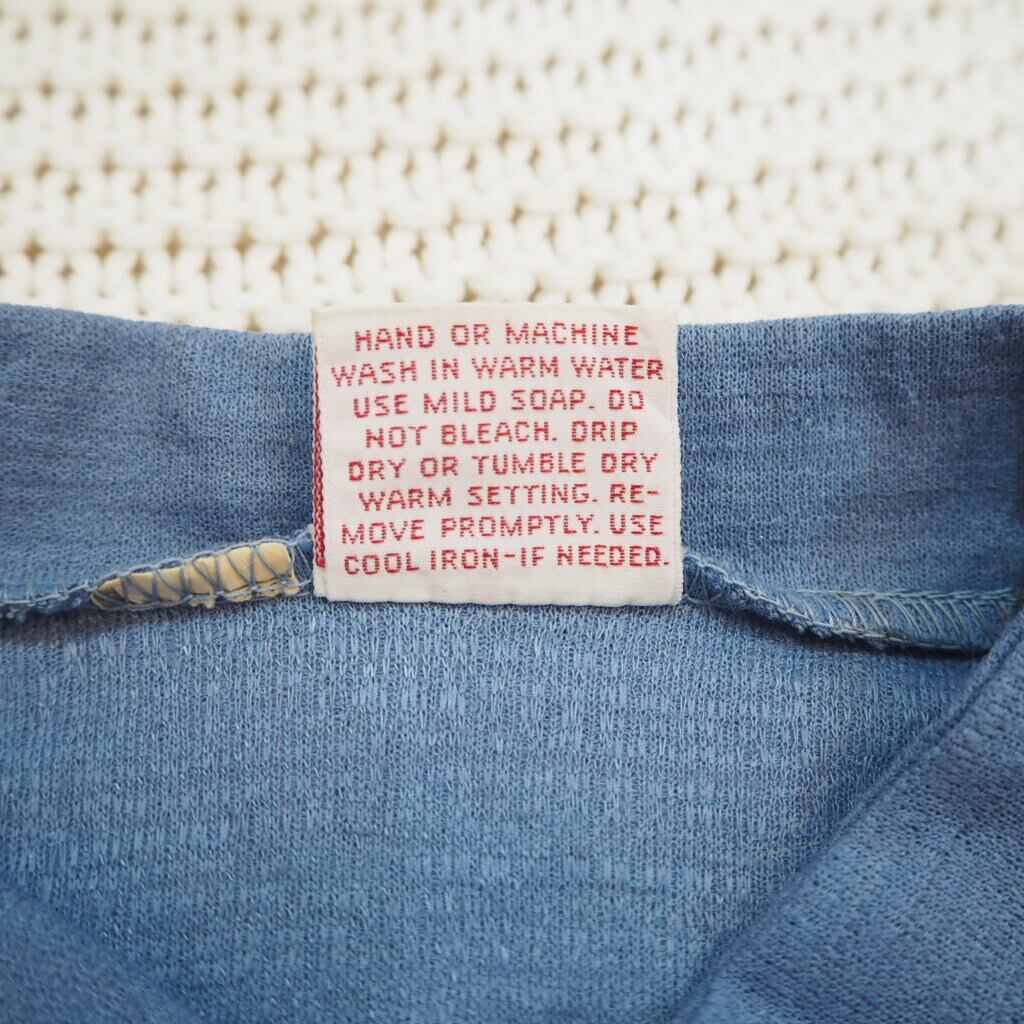 HAND OR MACHINE
WASH IN WARM WATER
USE MILD SOAP. DO
NOT BLEACH. DRIP
DRY OR TUMBLE DRY
WARM SETTING. RE-
MOVE PROMPTLY. USE
COOL IRON-IF NEEDED.